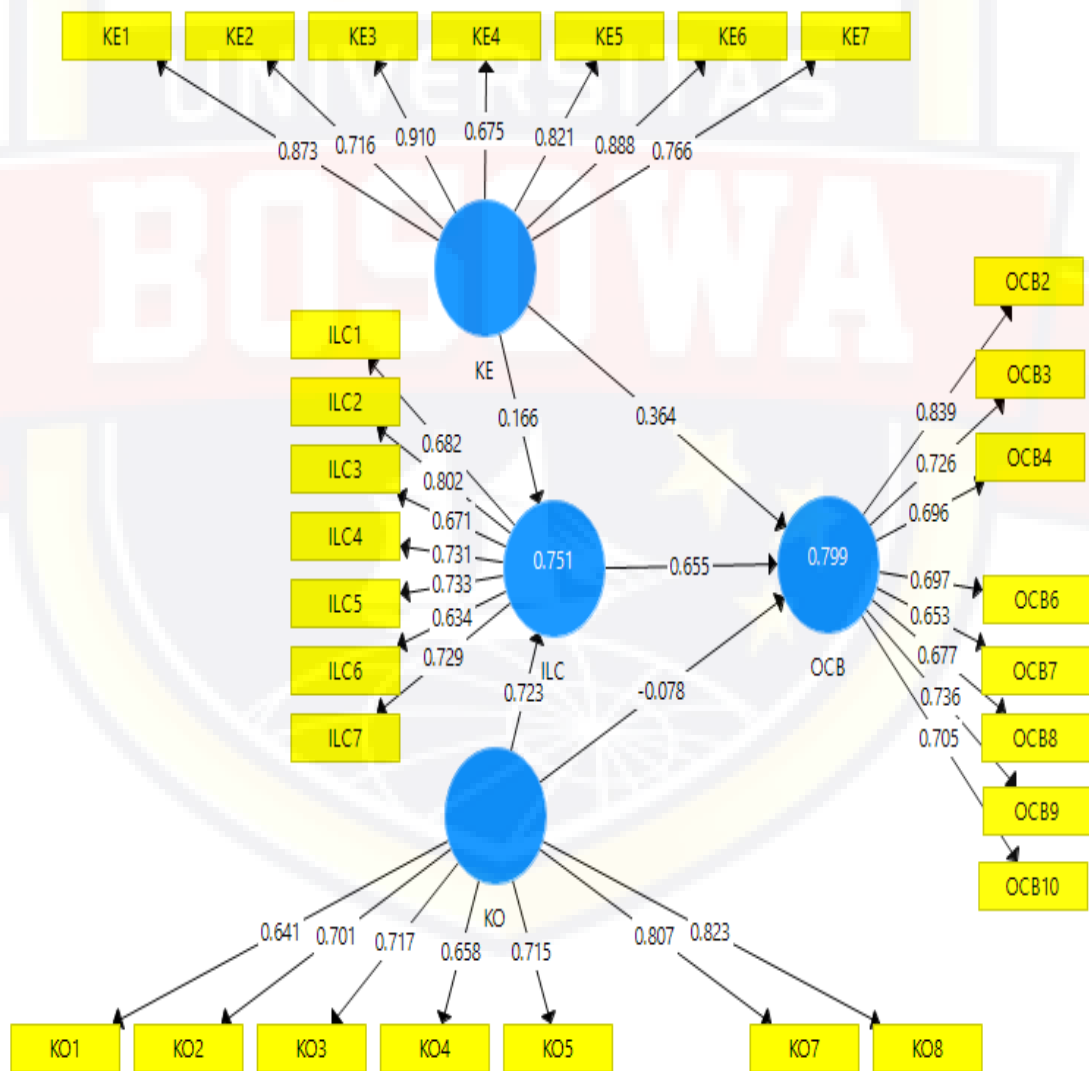 KE1 KE2 KE3 KE4 KE5 KE6 KE7
UNIVERSITAS
BOSOWA
0.873 0.716 0.910 0.675 0.821 0.888 0.766
KE
0.166
0.364
ILC1
ILC2
ILC3
ILC4
ILC5
ILC6
ILC7
0.682
0.802
0.671
0.731
0.733
0.634
0.729
0.751
ILC
0.655
0.799
OCB
0.723
-0.078
OCB2
OCB3
OCB4
OCB6
OCB7
OCB8
OCB9
OCB10
0.839
0.726
0.696
0.697
0.653
0.677
0.736
0.705
KO
0.641 0.701 0.717 0.658 0.715 0.807 0.823
KO1 KO2 KO3 KO4 KO5 KO7 KO8